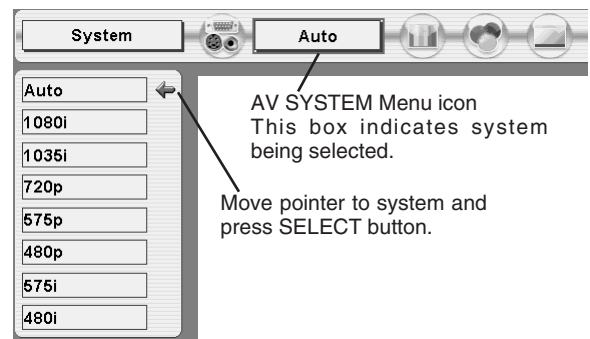 System
Auto
Auto
1080i
1035i
720p
575p
480p
575i
480i
AV SYSTEM Menu icon
This box indicates system
being selected.
Move pointer to system and
press SELECT button.